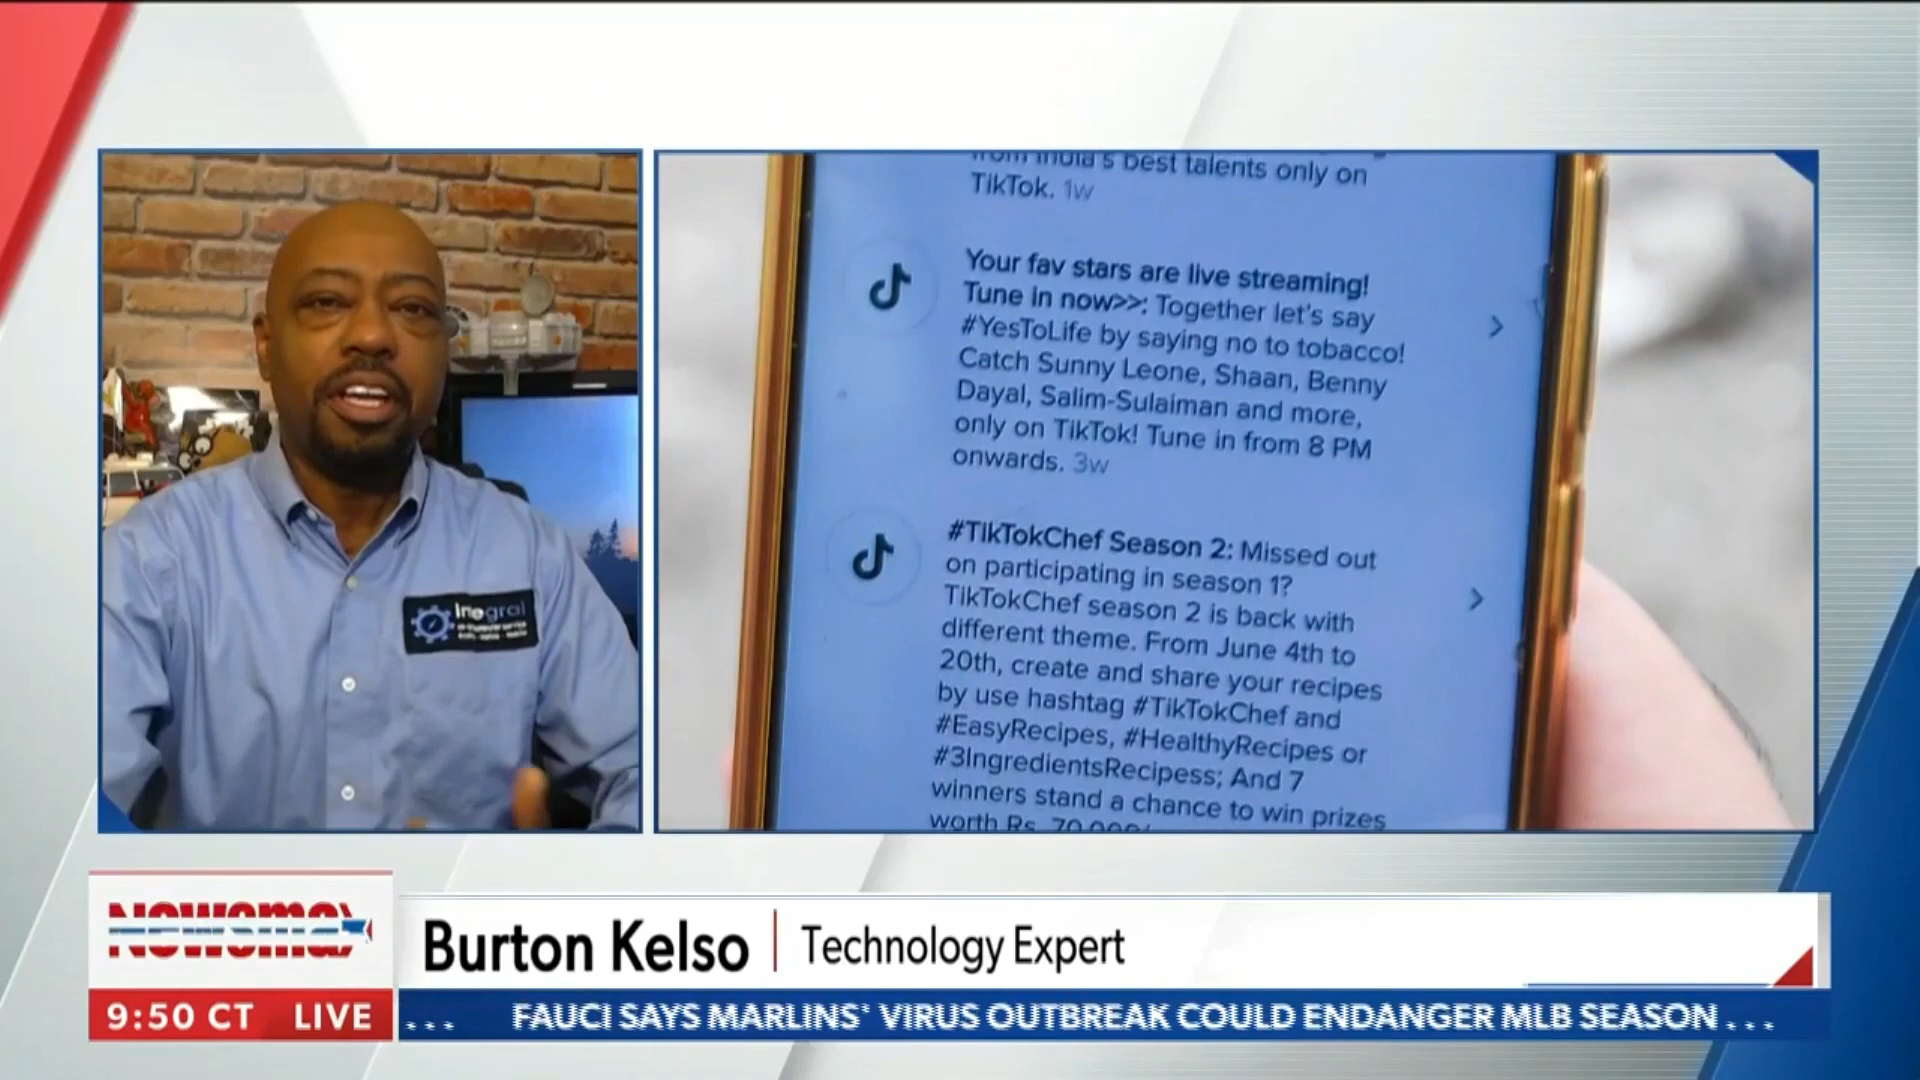 from India's best talents only on
TikTok. 1w
Your fav stars are live streaming!
Tune in now>>: Together let's say
#YesToLife by saying no to tobacco!
Catch Sunny Leone, Shaan, Benny
Dayal, Salim-Sulaiman and more,
only on TikTok! Tune in from 8 PM
onwards. 3w
#TikTokChef Season 2: Missed out
on participating in season 1?
TikTokChef season 2 is back with
different theme. From June 4th to
20th, create and share your recipes
by use hashtag #TikTokChef and
#EasyRecipes, #HealthyRecipes or
#3IngredientsRecipess; And 7
winners stand a chance to win prizes
worth Rs. 70,000/
Integral
Newsmax
Burton Kelso | Technology Expert
9:50 CT LIVE
... FAUCI SAYS MARLINS' VIRUS OUTBREAK COULD ENDANGER MLB SEASON...